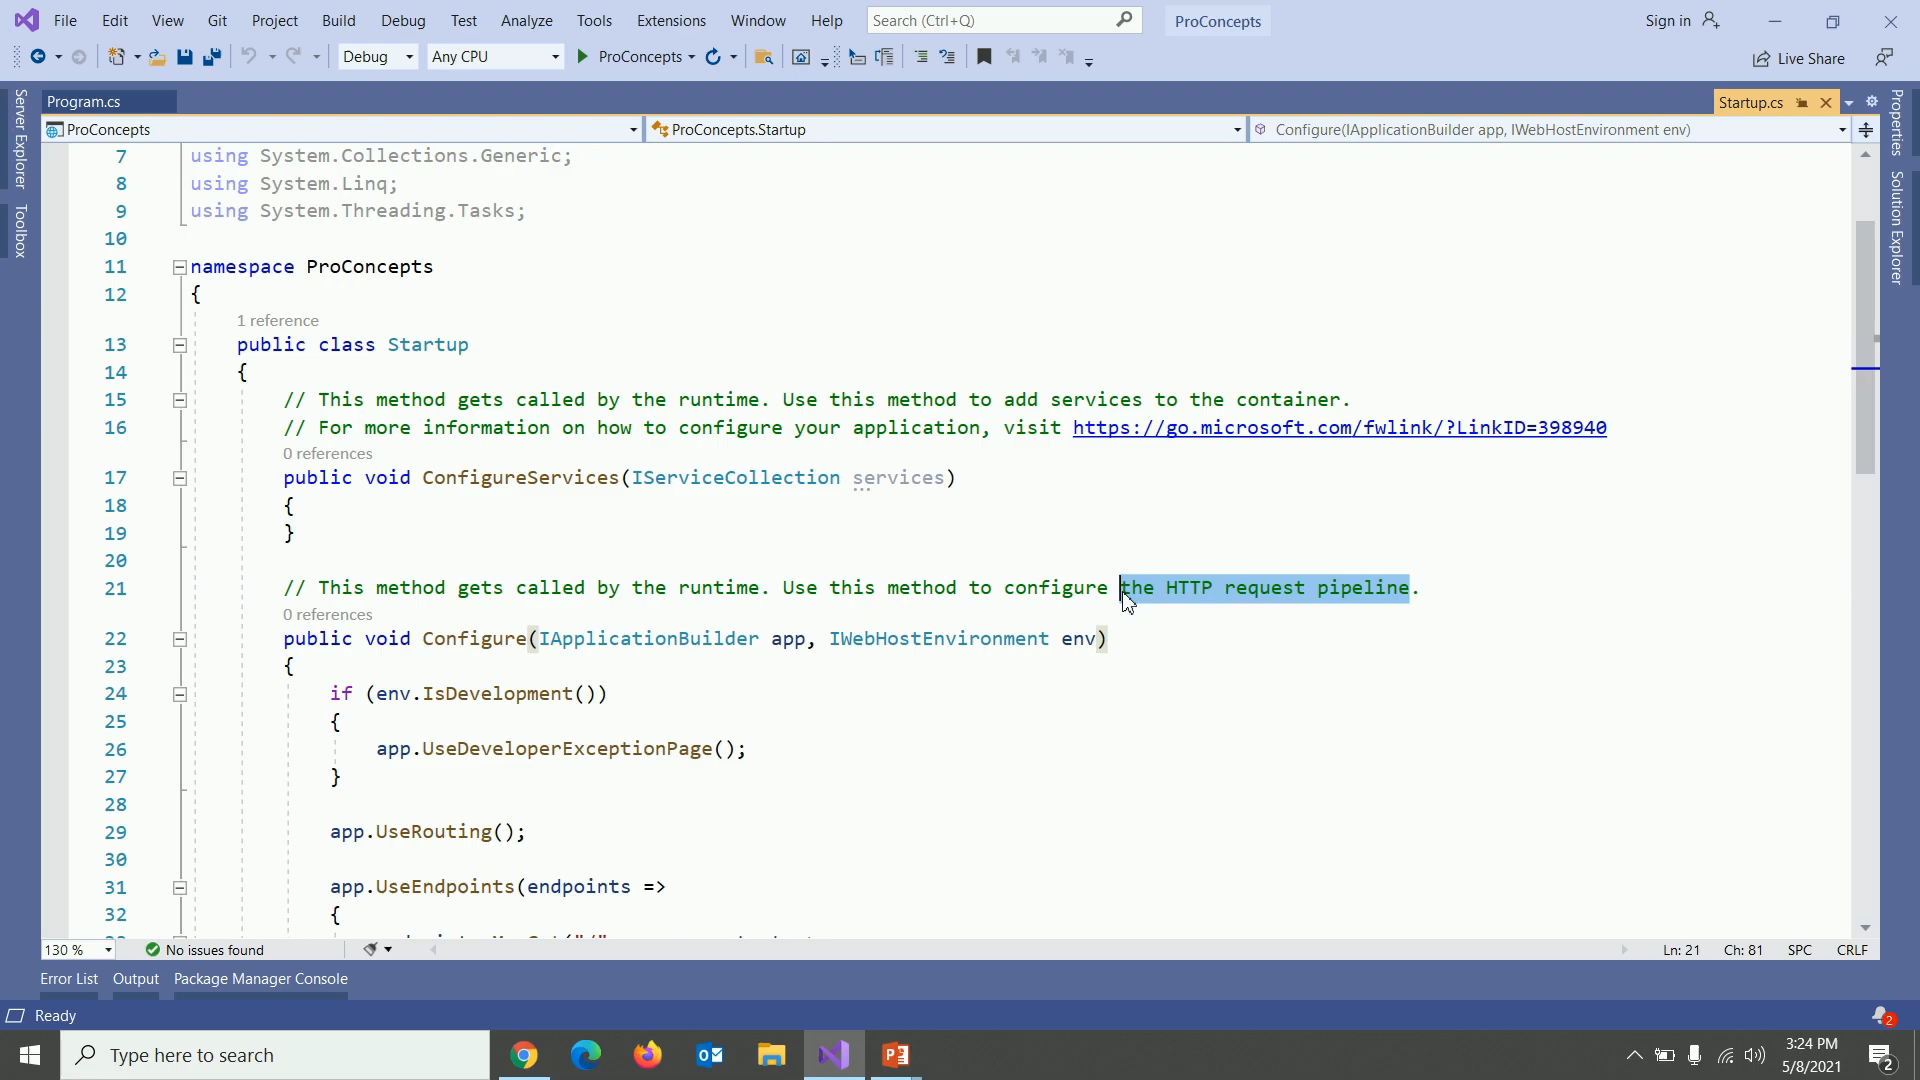 File Edit View Git Project Build Debug Test Analyze Tools Extensions Window Help Search (Ctrl+Q) ProConcepts Sign in
Debug Any CPU ProConcepts Live Share
Server Explorer
Toolbox
Program.cs Startup.cs
ProConcepts ProConcepts.Startup Configure(IApplicationBuilder app, IWebHostEnvironment env)
Properties
Solution Explorer
7 using System.Collections.Generic;
8 using System.Linq;
9 using System.Threading.Tasks;
10
11 namespace ProConcepts
12 {
1 reference
13 public class Startup
14 {
15 // This method gets called by the runtime. Use this method to add services to the container.
16 // For more information on how to configure your application, visit https://go.microsoft.com/fwlink/?LinkID=398940
0 references
17 public void ConfigureServices(IServiceCollection services)
18 {
19 }
20
21 // This method gets called by the runtime. Use this method to configure the HTTP request pipeline.
0 references
22 public void Configure(IApplicationBuilder app, IWebHostEnvironment env)
23 {
24 if (env.IsDevelopment())
25 {
26 app.UseDeveloperExceptionPage();
27 }
28
29 app.UseRouting();
30
31 app.UseEndpoints(endpoints =>
32 {
130 % No issues found Ln: 21 Ch: 81 SPC CRLF
Error List Output Package Manager Console
Ready 2
Type here to search 3:24 PM
5/8/2021 2